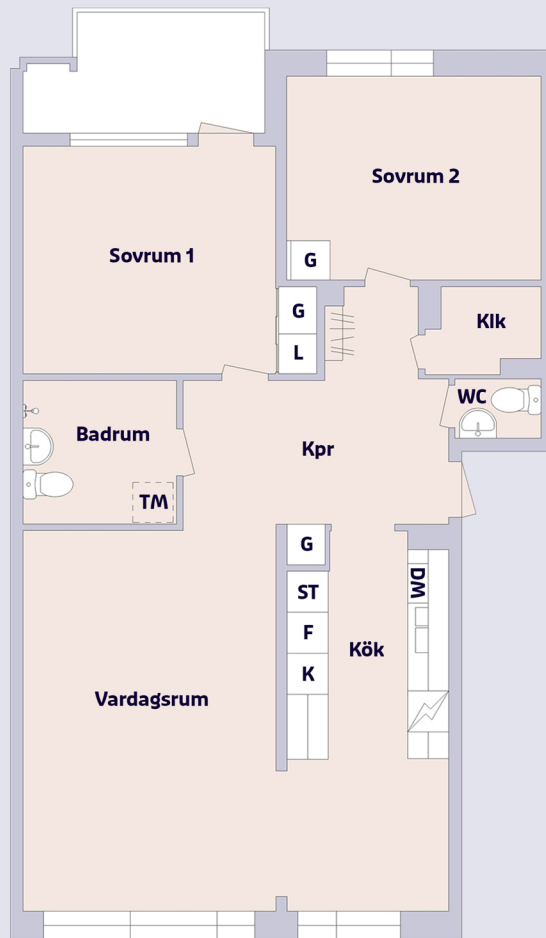 Sovrum 2
Sovrum 1
G
G
L
Klk
WC
Badrum
Kpr
TM
G
DM
ST
F
Kök
K
Vardagsrum